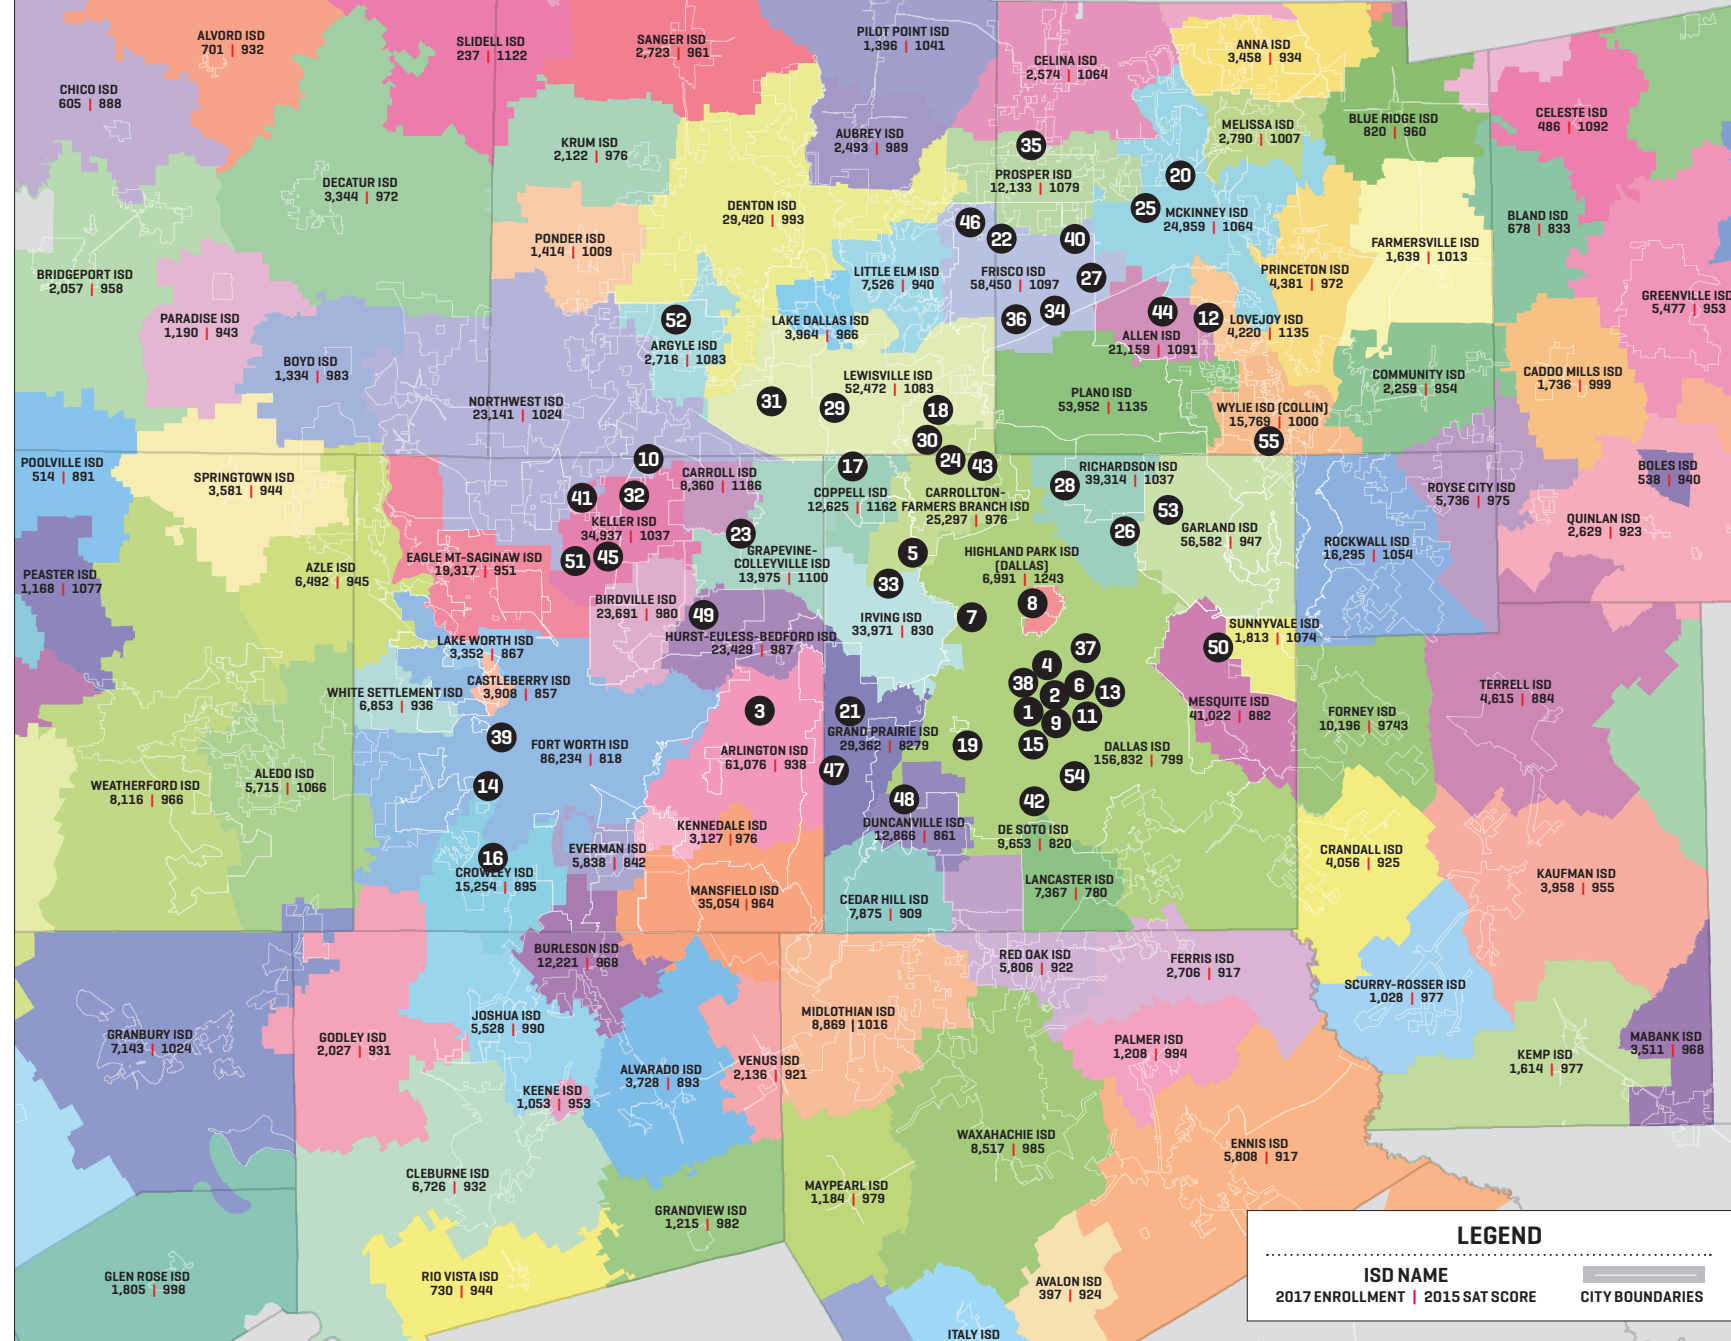 ALVORD ISD
701 | 932
SLIDELL ISD
237 | 1122
SANGER ISD
2,723 | 961
PILOT POINT ISD
1,396 | 1041
CELINA ISD
2,574 | 1064
ANNA ISD
3,458 | 934
CHICO ISD
605 | 888
KRUM ISD
2,122 | 976
AUBREY ISD
2,493 | 989
35
PROSPER ISD
12,133 | 1079
MELISSA ISD
2,790 | 1007
BLUE RIDGE ISD
820 | 960
CELESTE ISD
486 | 1092
DECATUR ISD
3,344 | 972
DENTON ISD
29,420 | 993
20
25
MCKINNEY ISD
24,959 | 1064
BLAND ISD
678 | 833
PONDER ISD
1,414 | 1009
46
22
40
FARMERSVILLE ISD
1,639 | 1013
BRIDGEPORT ISD
2,057 | 958
LITTLE ELM ISD
7,526 | 940
FRISCO ISD
58,450 | 1097
27
PRINCETON ISD
4,381 | 972
GREENVILLE ISD
5,477 | 953
PARADISE ISD
1,190 | 943
52
ARGYLE ISD
2,716 | 1083
LAKE DALLAS ISD
3,964 | 966
36
34
44
ALLEN ISD
21,159 | 1091
12
LOVEJOY ISD
4,220 | 1135
BOYD ISD
1,334 | 983
LEWISVILLE ISD
52,472 | 1083
COMMUNITY ISD
2,259 | 954
CADDO MILLS ISD
1,736 | 999
NORTHWEST ISD
23,141 | 1024
31
29
18
PLANO ISD
53,952 | 1135
WYLIE ISD (COLLIN)
15,769 | 1000
55
30
POOLVILLE ISD
514 | 891
SPRINGTOWN ISD
3,581 | 944
10
17
24
43
CARROLL ISD
8,360 | 1186
COPPELL ISD
12,625 | 1162
CARROLLTON-
FARMERS BRANCH ISD
25,297 | 976
28
RICHARDSON ISD
39,314 | 1037
ROYSE CITY ISD
5,736 | 975
BOLES ISD
538 | 940
41
32
KELLER ISD
34,937 | 1037
23
53
26
GARLAND ISD
56,582 | 947
QUINLAN ISD
2,629 | 923
EAGLE MT-SAGINAW ISD
19,317 | 951
51
45
GRAPEVINE-
COLLEYVILLE ISD
13,975 | 1100
5
HIGHLAND PARK ISD
(DALLAS)
6,991 | 1243
ROCKWALL ISD
16,295 | 1054
PEASTER ISD
1,168 | 1077
AZLE ISD
6,492 | 945
33
BIRDVILLE ISD
23,691 | 980
49
IRVING ISD
33,971 | 830
7
8
HURST-EULESS-BEDFORD ISD
23,429 | 987
SUNNYVALE ISD
1,813 | 1074
50
LAKE WORTH ISD
3,352 | 867
37
4
CASTLEBERRY ISD
3,908 | 857
WHITE SETTLEMENT ISD
6,853 | 936
38
2
6
13
TERRELL ISD
4,615 | 884
3
21
1
9
11
MESQUITE ISD
41,022 | 882
FORNEY ISD
10,196 | 9743
39
FORT WORTH ISD
86,234 | 818
ARLINGTON ISD
61,076 | 938
GRAND PRAIRIE ISD
29,362 | 8279
19
15
DALLAS ISD
156,832 | 799
47
54
WEATHERFORD ISD
8,116 | 966
ALEDO ISD
5,715 | 1066
14
48
42
KENNEDALE ISD
3,127 | 976
DUNCANVILLE ISD
12,866 | 861
DE SOTO ISD
9,653 | 820
16
CROWLEY ISD
15,254 | 895
EVERMAN ISD
5,838 | 842
CRANDALL ISD
4,056 | 925
KAUFMAN ISD
3,958 | 955
MANSFIELD ISD
35,054 | 964
CEDAR HILL ISD
7,875 | 909
LANCASTER ISD
7,367 | 780
BURLESON ISD
12,221 | 968
RED OAK ISD
5,806 | 922
FERRIS ISD
2,706 | 917
SCURRY-ROSSER ISD
1,028 | 977
GRANBURY ISD
7,143 | 1024
GODLEY ISD
2,027 | 931
JOSHUA ISD
5,528 | 990
MIDLOTHIAN ISD
8,869 | 1016
PALMER ISD
1,208 | 994
KEMP ISD
1,614 | 977
MABANK ISD
3,511 | 968
ALVARADO ISD
3,728 | 893
VENUS ISD
2,136 | 921
KEENE ISD
1,053 | 953
WAXAHACHIE ISD
8,517 | 985
ENNIS ISD
5,808 | 917
CLEBURNE ISD
6,726 | 932
MAYPEARL ISD
1,184 | 979
GRANDVIEW ISD
1,215 | 982
GLEN ROSE ISD
1,805 | 998
RIO VISTA ISD
730 | 944
AVALON ISD
397 | 924
ITALY ISD
LEGEND
ISD NAME
2017 ENROLLMENT | 2015 SAT SCORE
CITY BOUNDARIES